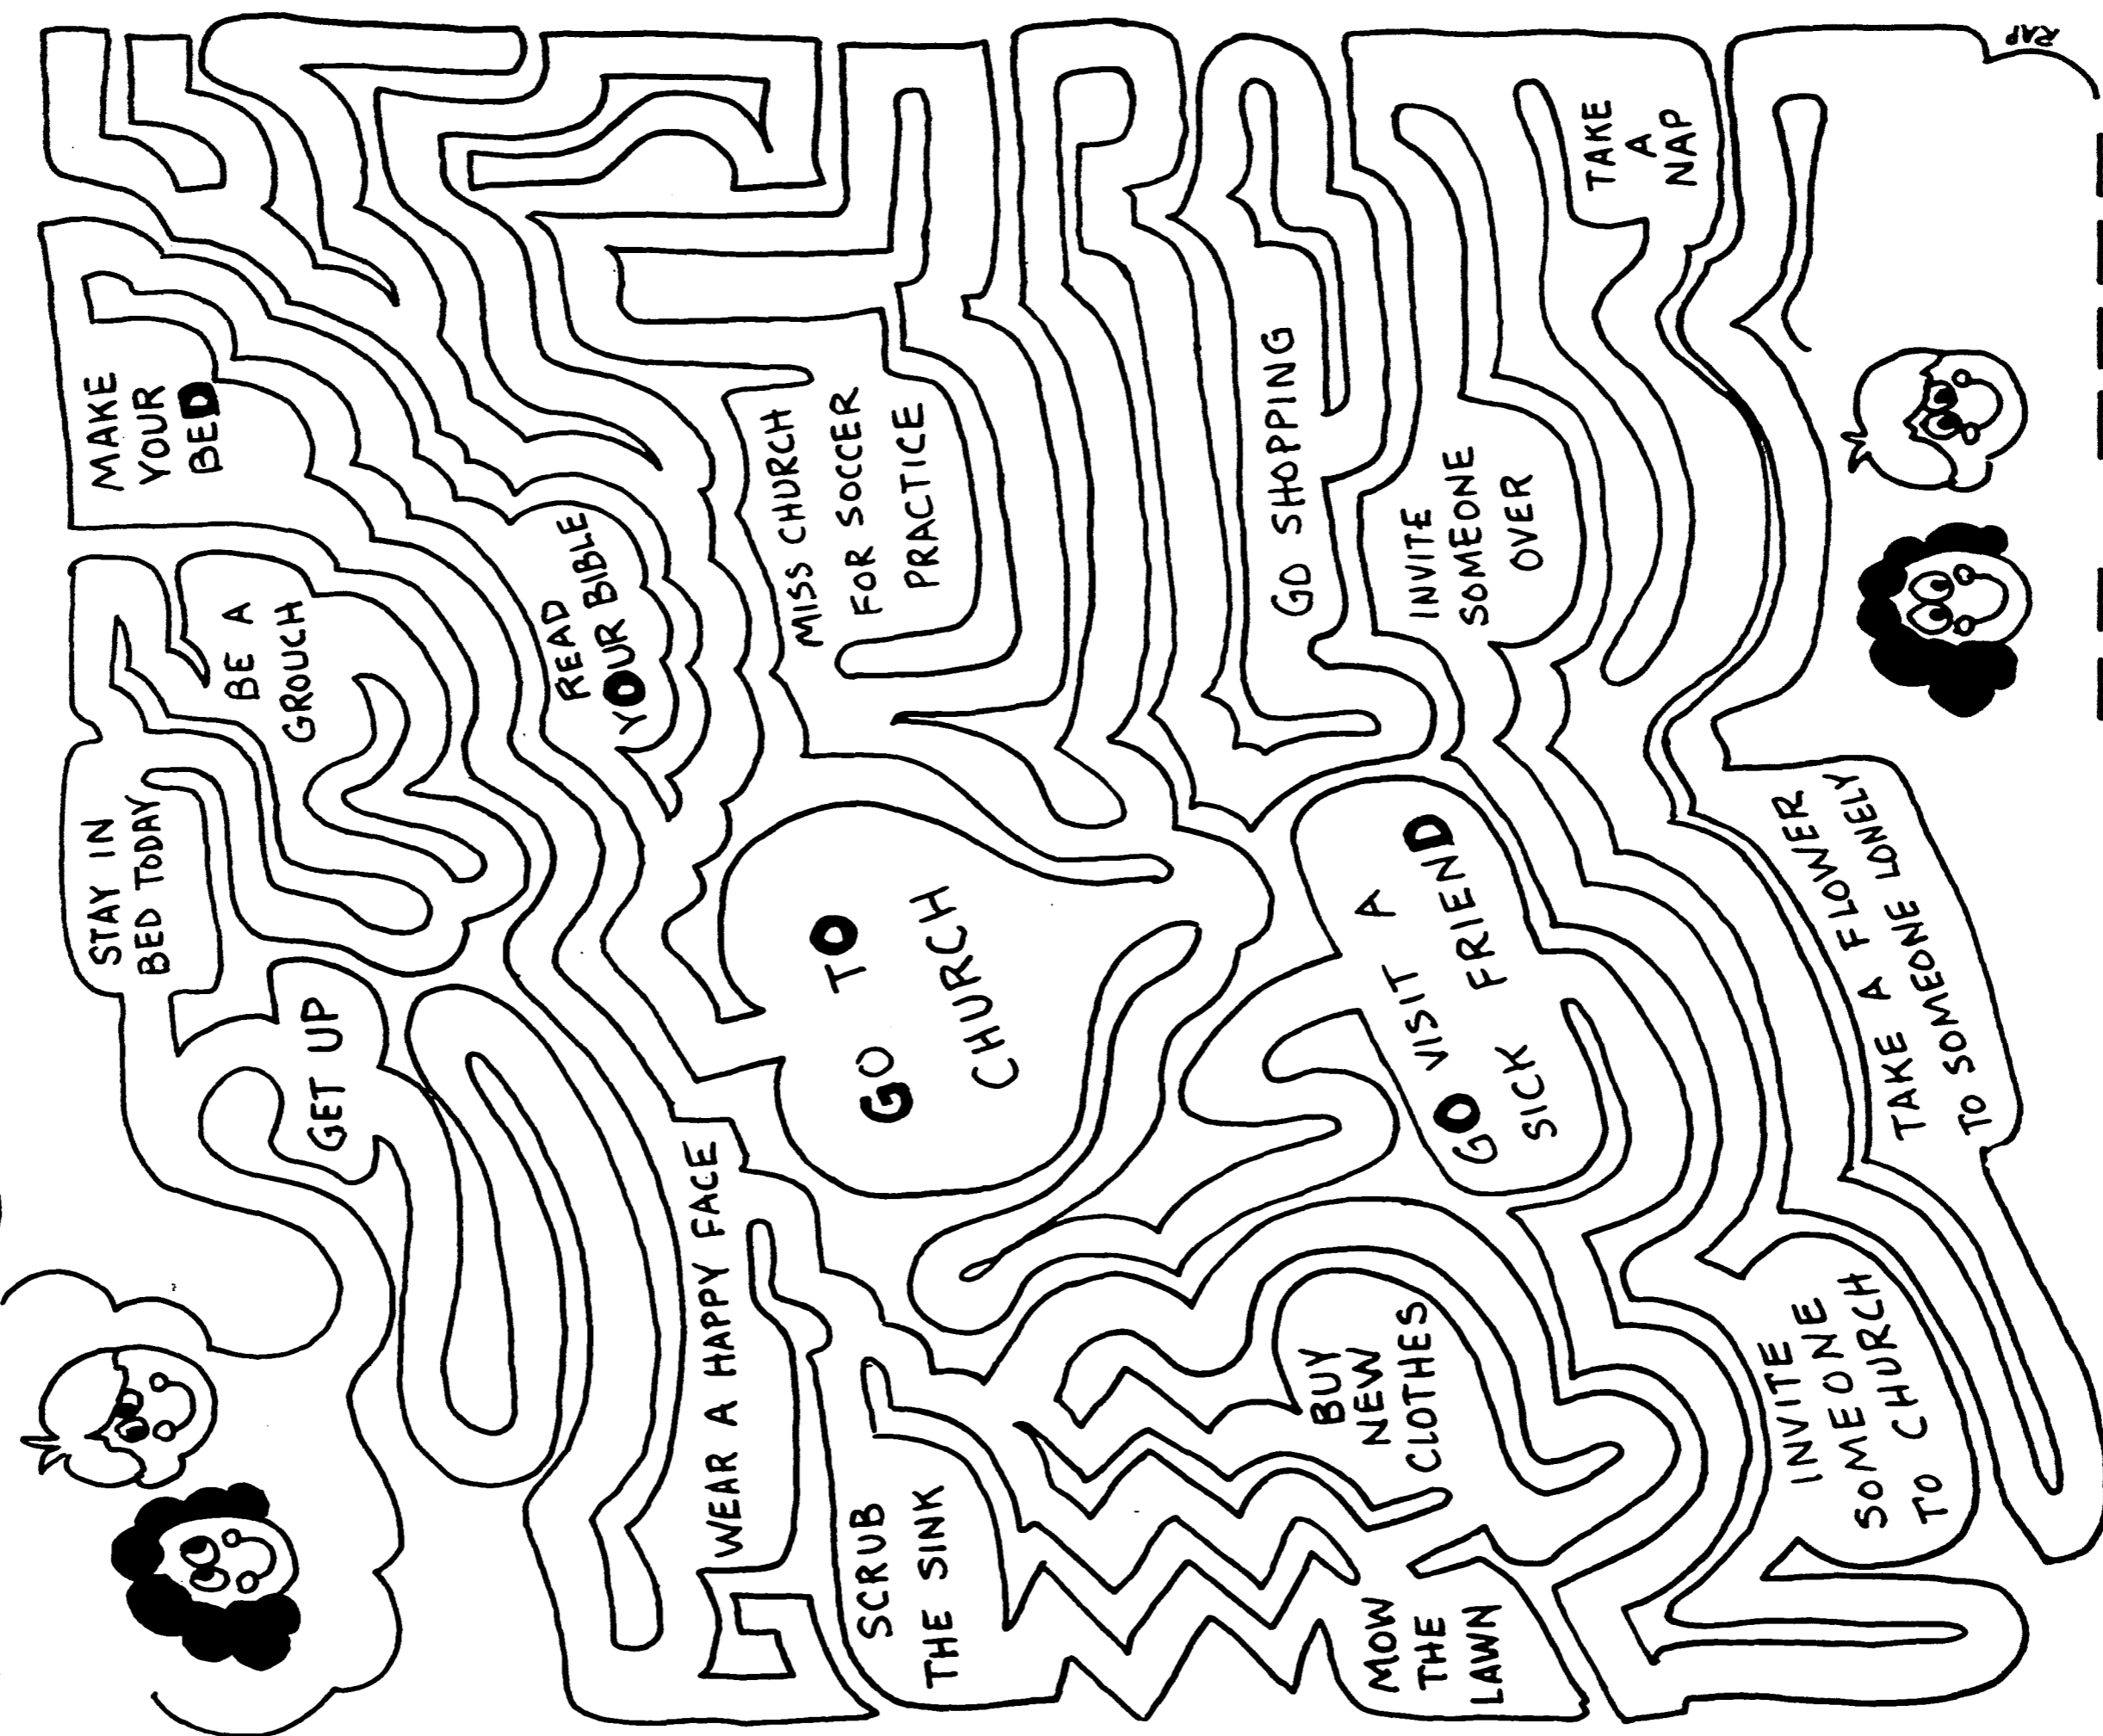 STAY IN
BED TODAY
MAKE
YOUR
BED
BE A
GROUCH
GET UP
READ
YOUR BIBLE
WEAR A HAPPY FACE
MISS CHURCH
FOR SOCCER
PRACTICE
GO TO
CHURCH
SCRUB
THE SINK
GO SHOPPING
INVITE
SOMEONE
OVER
GO VISIT A
SICK FRIEND
BUY
NEW
CLOTHES
MOW
THE
LAWN
TAKE
A
NAP
TAKE A FLOWER
TO SOMEONE LONELY
INVITE
SOMEONE
TO CHURCH